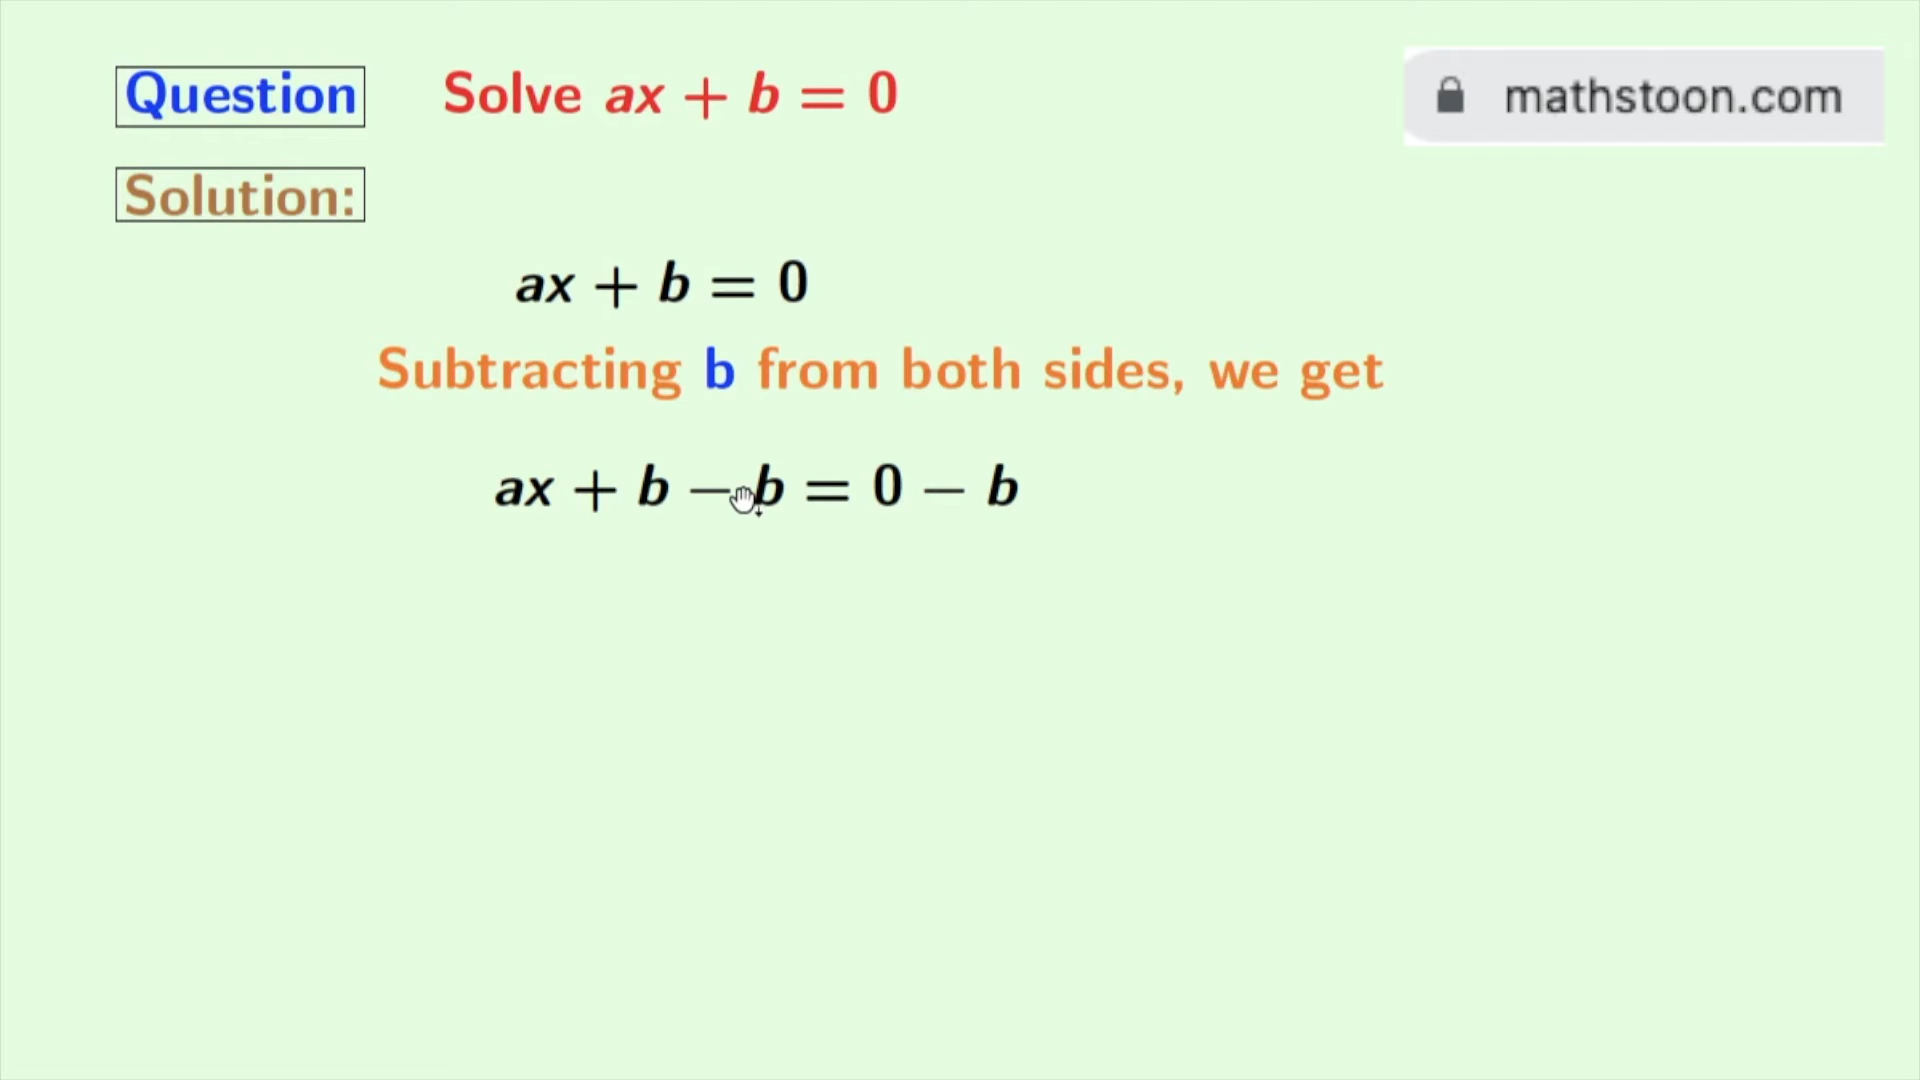 Question Solve ax + b = 0
mathstoon.com
Solution:
ax + b = 0
Subtracting b from both sides, we get
ax + b − b = 0 − b